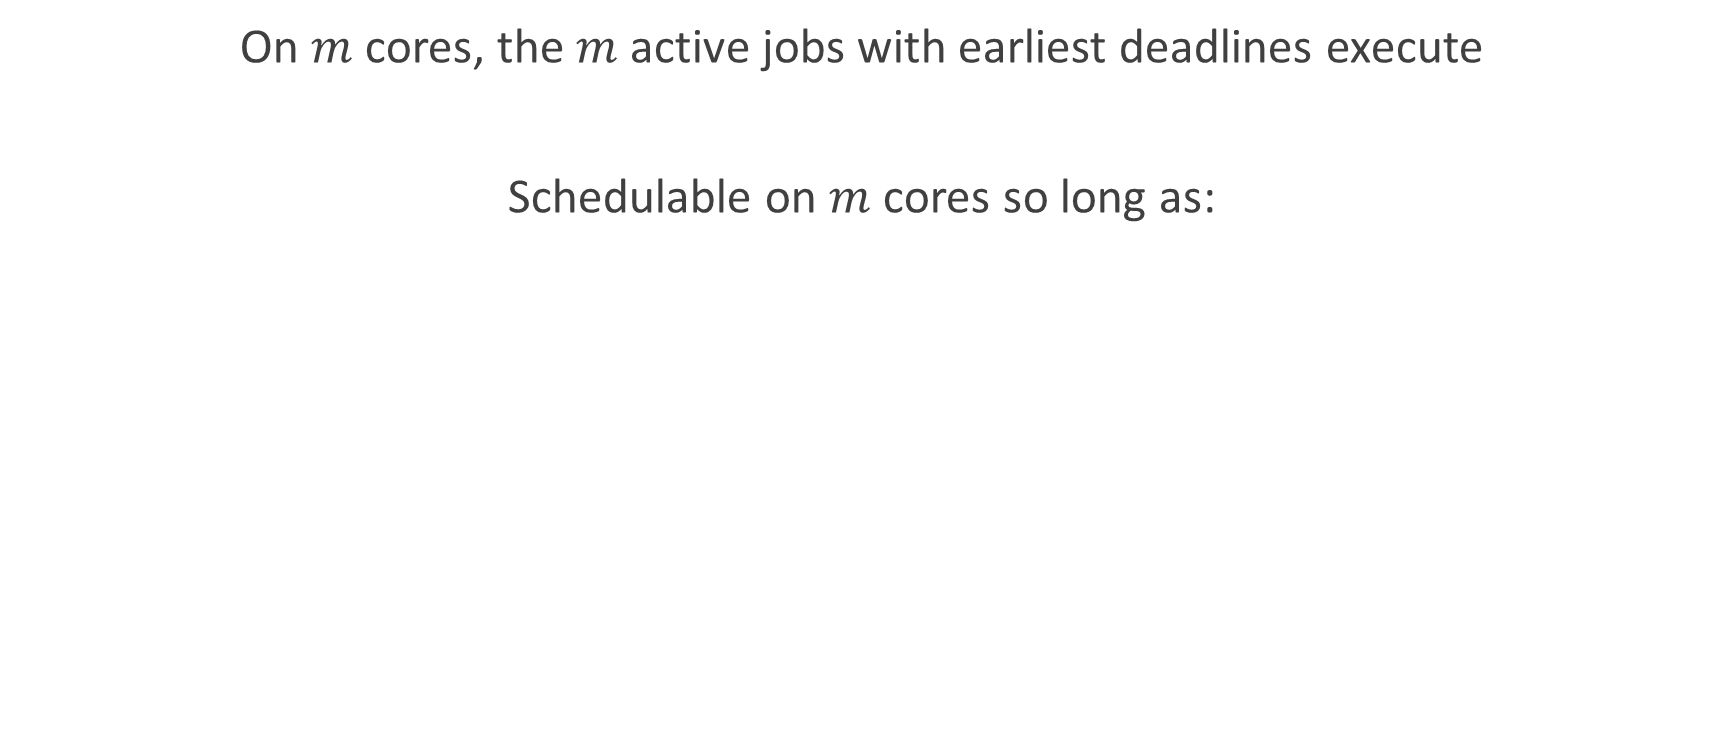 On m cores, the m active jobs with earliest deadlines execute
Schedulable on m cores so long as: